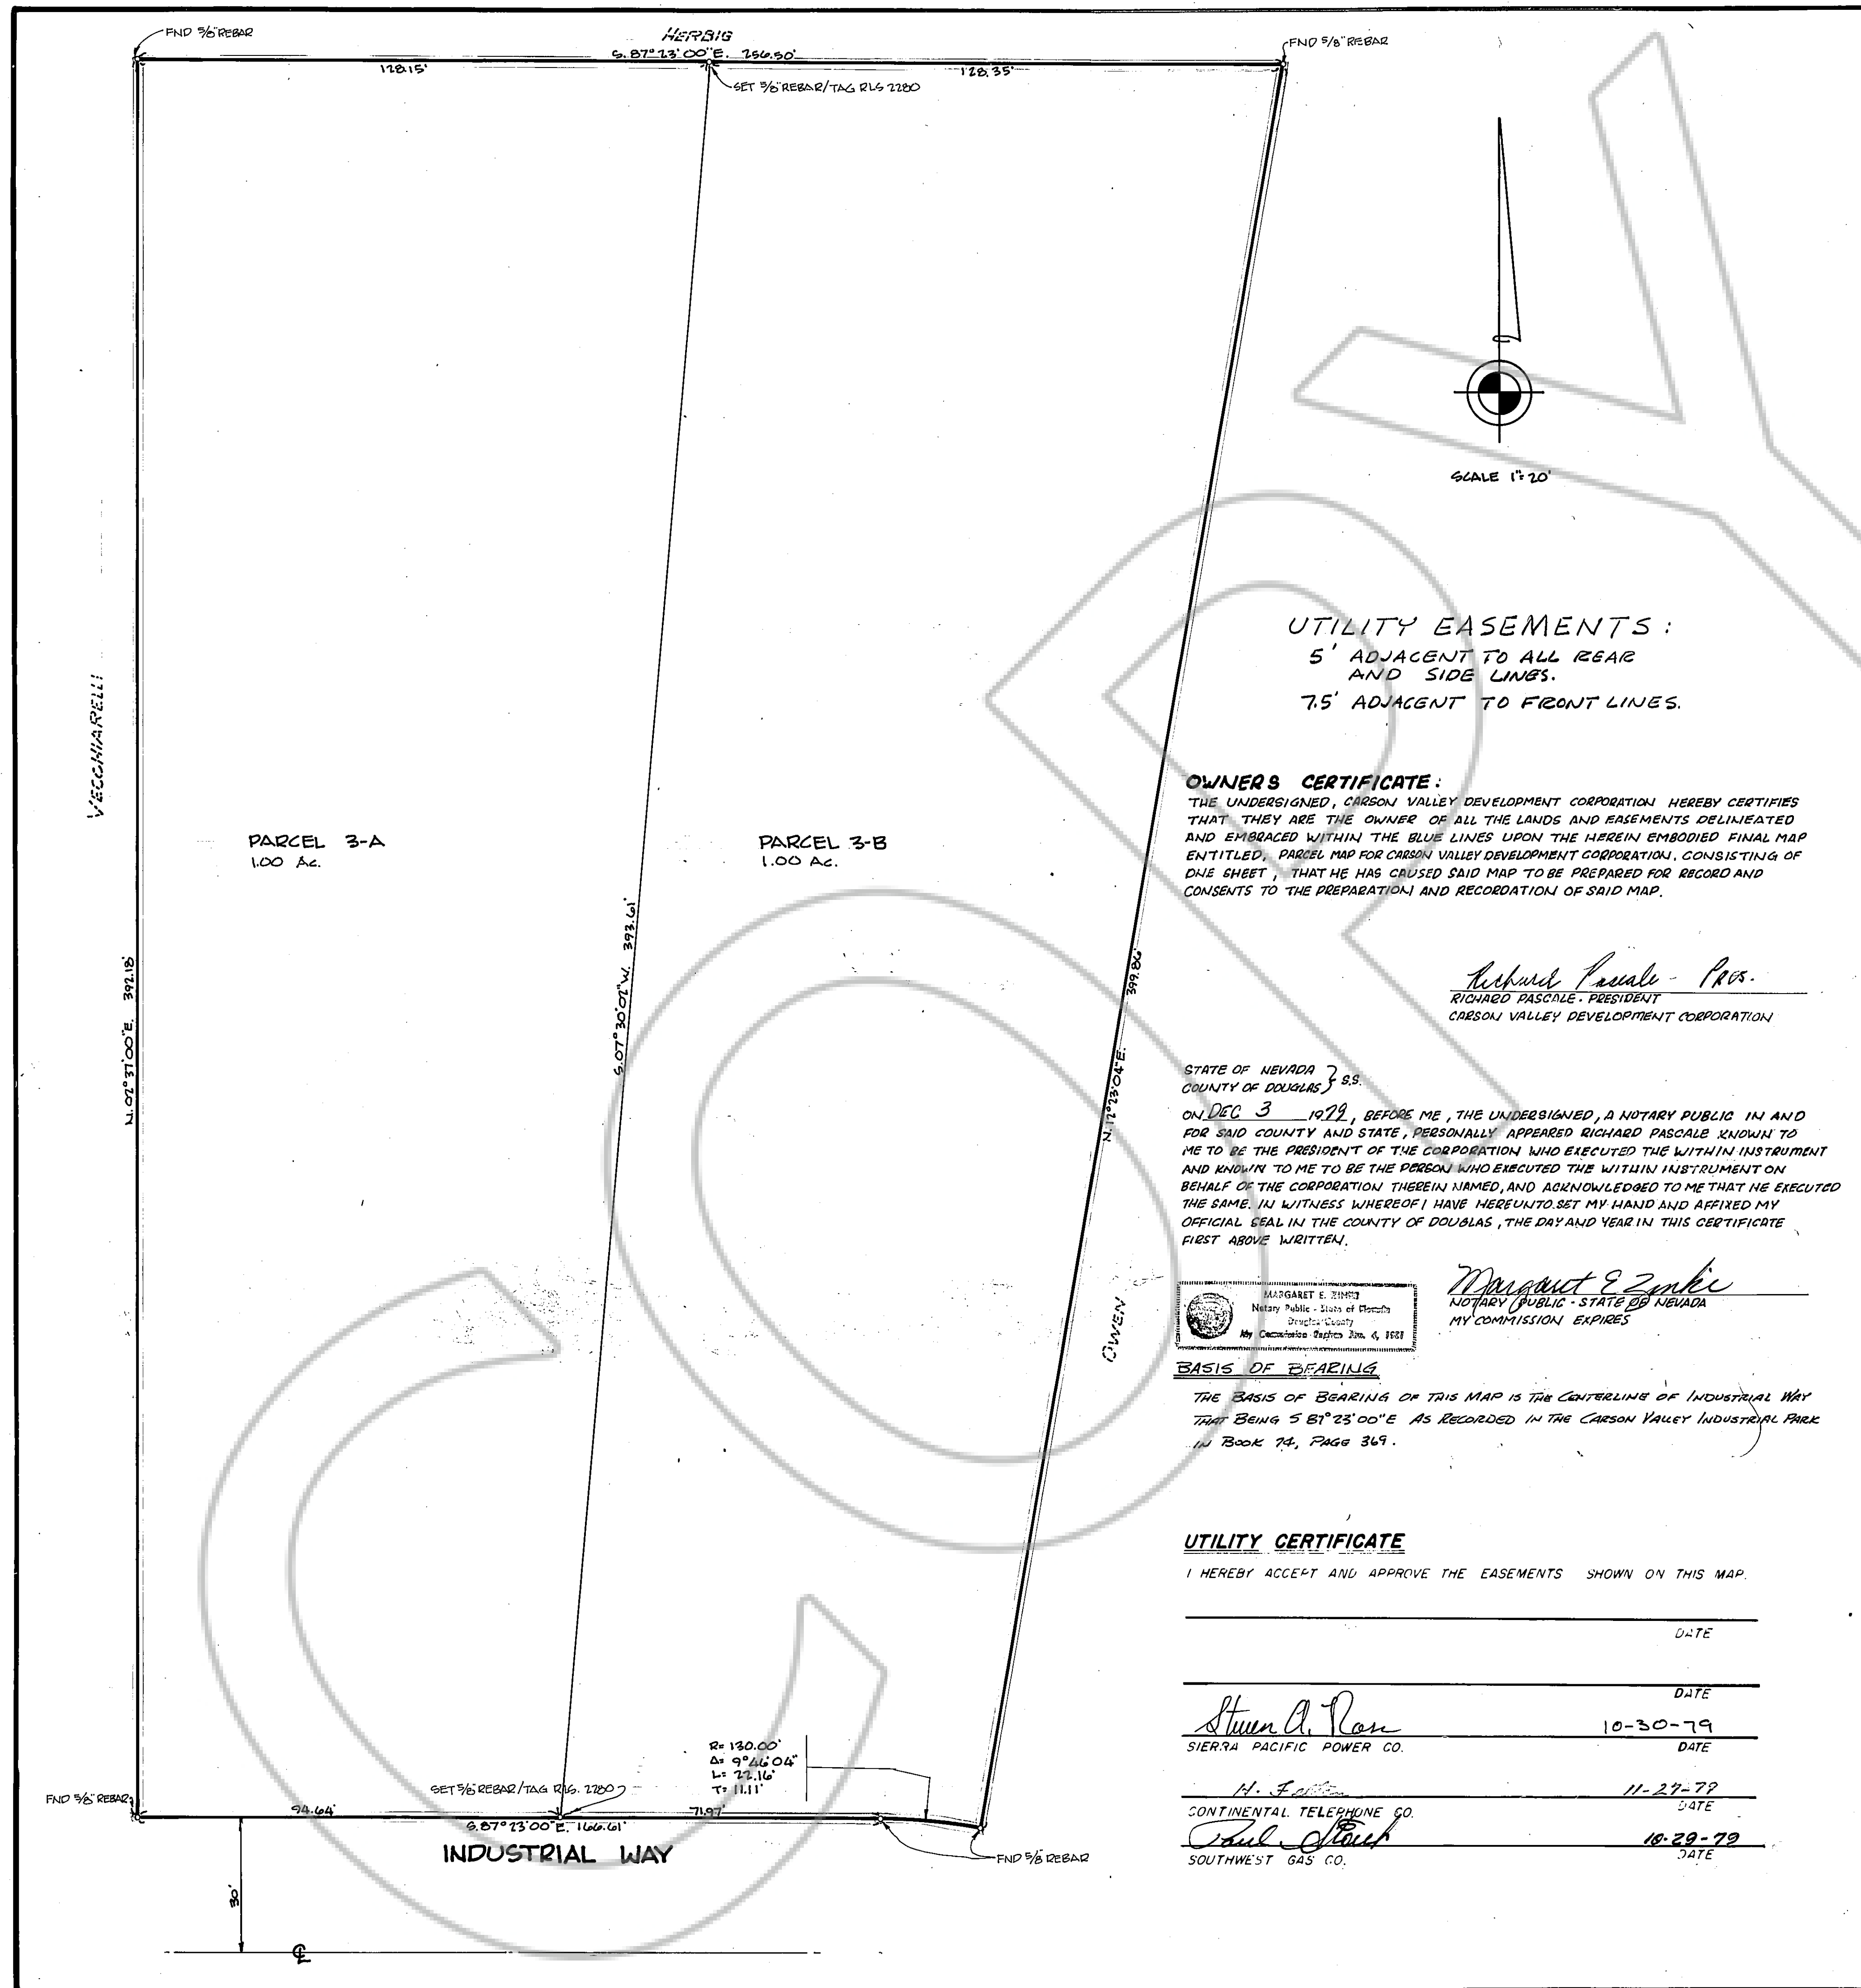 FND 5/8" REBAR
HERBIG
S. 87° 23' 00" E. 256.50'
128.15'
128.35'
FND 5/8" REBAR
SET 5/8" REBAR/TAG RLS 2280
SCALE 1"=20'
UTILITY EASEMENTS :
5' ADJACENT TO ALL REAR
AND SIDE LINES.
7.5' ADJACENT TO FRONT LINES.
VECCHIARELLI
N. 02° 37' 00" E. 392.18'
PARCEL 3-A
1.00 Ac.
S. 07° 30' 02" W. 393.61'
PARCEL 3-B
1.00 Ac.
N. 12° 23' 04" E. 399.86'
OWEN
OWNERS CERTIFICATE :
THE UNDERSIGNED, CARSON VALLEY DEVELOPMENT CORPORATION HEREBY CERTIFIES
THAT THEY ARE THE OWNER OF ALL THE LANDS AND EASEMENTS DELINEATED
AND EMBRACED WITHIN THE BLUE LINES UPON THE HEREIN EMBODIED FINAL MAP
ENTITLED, PARCEL MAP FOR CARSON VALLEY DEVELOPMENT CORPORATION, CONSISTING OF
ONE SHEET, THAT HE HAS CAUSED SAID MAP TO BE PREPARED FOR RECORD AND
CONSENTS TO THE PREPARATION AND RECORDATION OF SAID MAP.
Richard Pascale - Pres.
RICHARD PASCALE - PRESIDENT
CARSON VALLEY DEVELOPMENT CORPORATION
STATE OF NEVADA } S.S.
COUNTY OF DOUGLAS
ON DEC 3 1979, BEFORE ME, THE UNDERSIGNED, A NOTARY PUBLIC IN AND
FOR SAID COUNTY AND STATE, PERSONALLY APPEARED RICHARD PASCALE KNOWN TO
ME TO BE THE PRESIDENT OF THE CORPORATION WHO EXECUTED THE WITHIN INSTRUMENT
AND KNOWN TO ME TO BE THE PERSON WHO EXECUTED THE WITHIN INSTRUMENT ON
BEHALF OF THE CORPORATION THEREIN NAMED, AND ACKNOWLEDGED TO ME THAT HE EXECUTED
THE SAME. IN WITNESS WHEREOF I HAVE HEREUNTO SET MY HAND AND AFFIXED MY
OFFICIAL SEAL IN THE COUNTY OF DOUGLAS, THE DAY AND YEAR IN THIS CERTIFICATE
FIRST ABOVE WRITTEN.
Margaret E Zinke
NOTARY PUBLIC - STATE OF NEVADA
MY COMMISSION EXPIRES
MARGARET E.
Notary Public - State of Nevada
Douglas County
My Commission Expires 4, 1981
BASIS OF BEARING
THE BASIS OF BEARING OF THIS MAP IS THE CENTERLINE OF INDUSTRIAL WAY
THAT BEING S 87° 23' 00" E AS RECORDED IN THE CARSON VALLEY INDUSTRIAL PARK
IN BOOK 74, PAGE 369.
UTILITY CERTIFICATE
I HEREBY ACCEPT AND APPROVE THE EASEMENTS SHOWN ON THIS MAP.
DATE
DATE
10-30-79
SIERRA PACIFIC POWER CO. DATE
H. 11-27-79
CONTINENTAL TELEPHONE CO. DATE
Paul 10-29-79
SOUTHWEST GAS CO. DATE
R= 130.00'
Δ= 9° 46' 04"
L= 22.16'
T= 11.11'
FND 5/8" REBAR
SET 5/8" REBAR/TAG RLS. 2280
94.64'
71.97'
S. 87° 23' 00" E. 166.61'
INDUSTRIAL WAY
FND 5/8" REBAR
30'
COPY